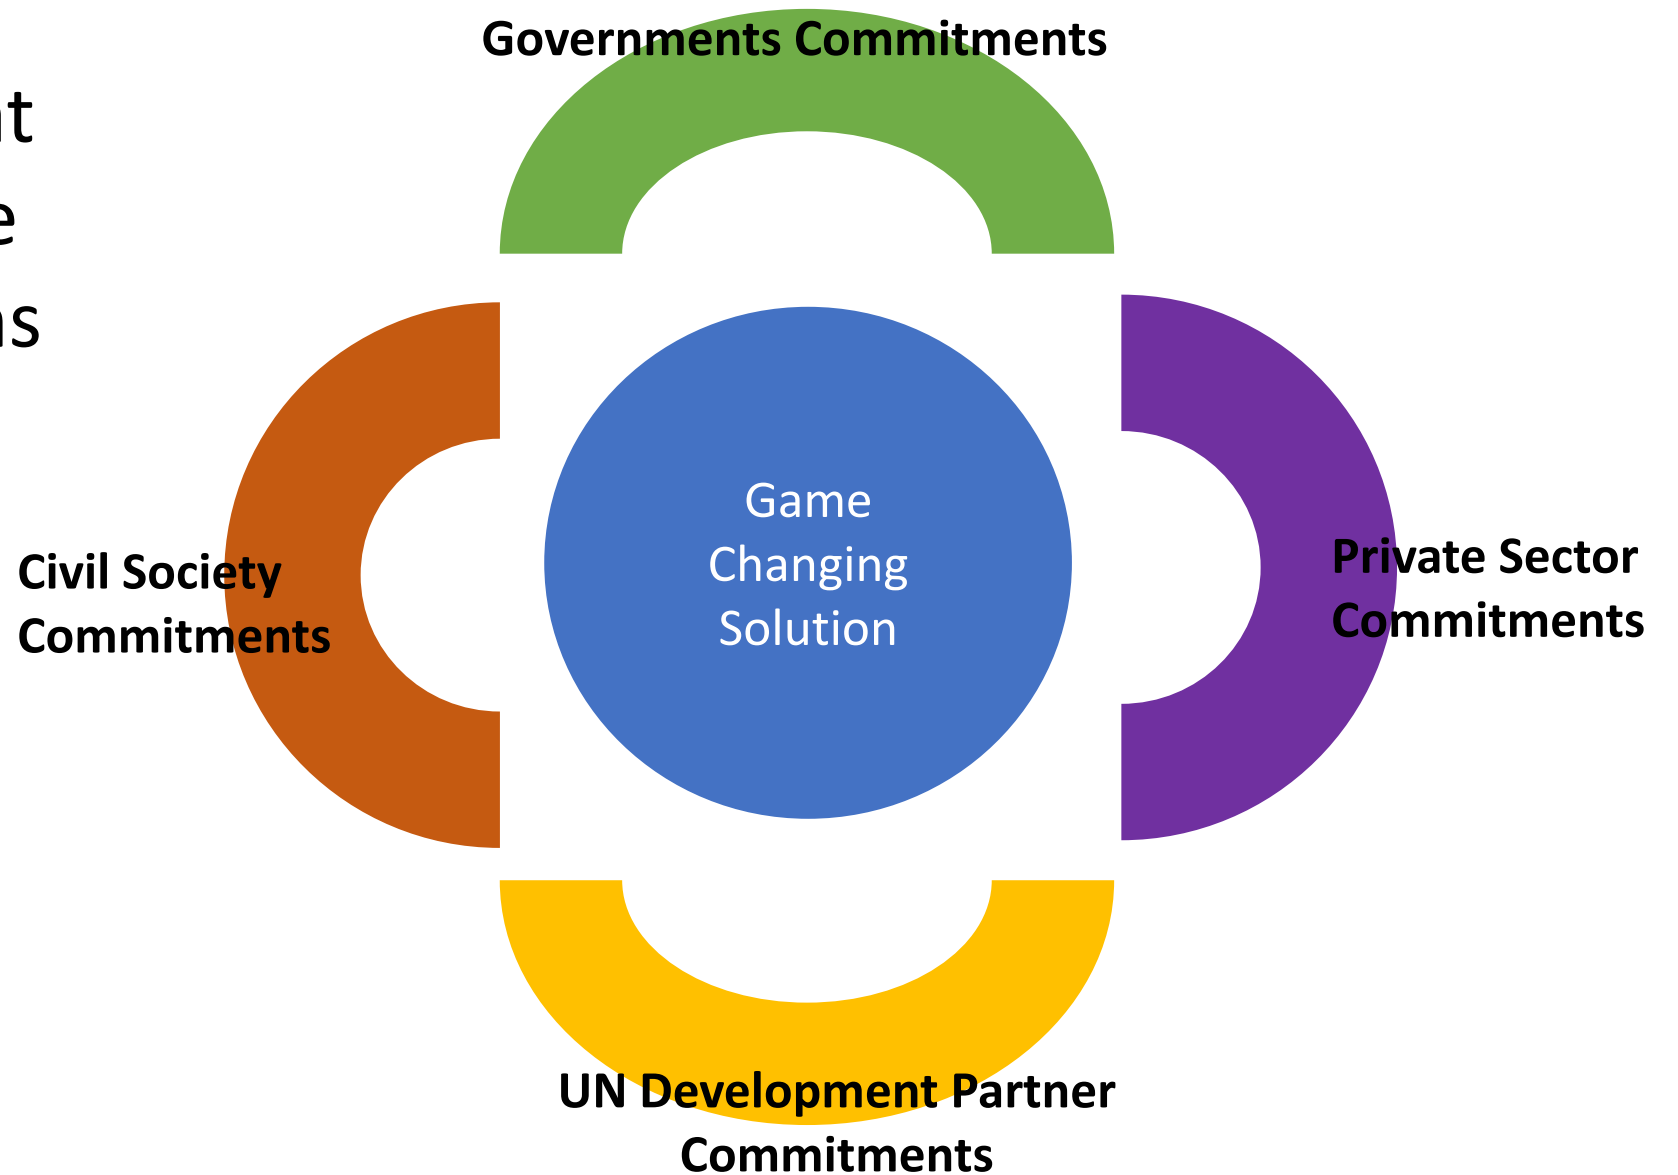 Governments Commitments
Game
Changing
Solution
Civil Society
Commitments
Private Sector
Commitments
UN Development Partner
Commitments